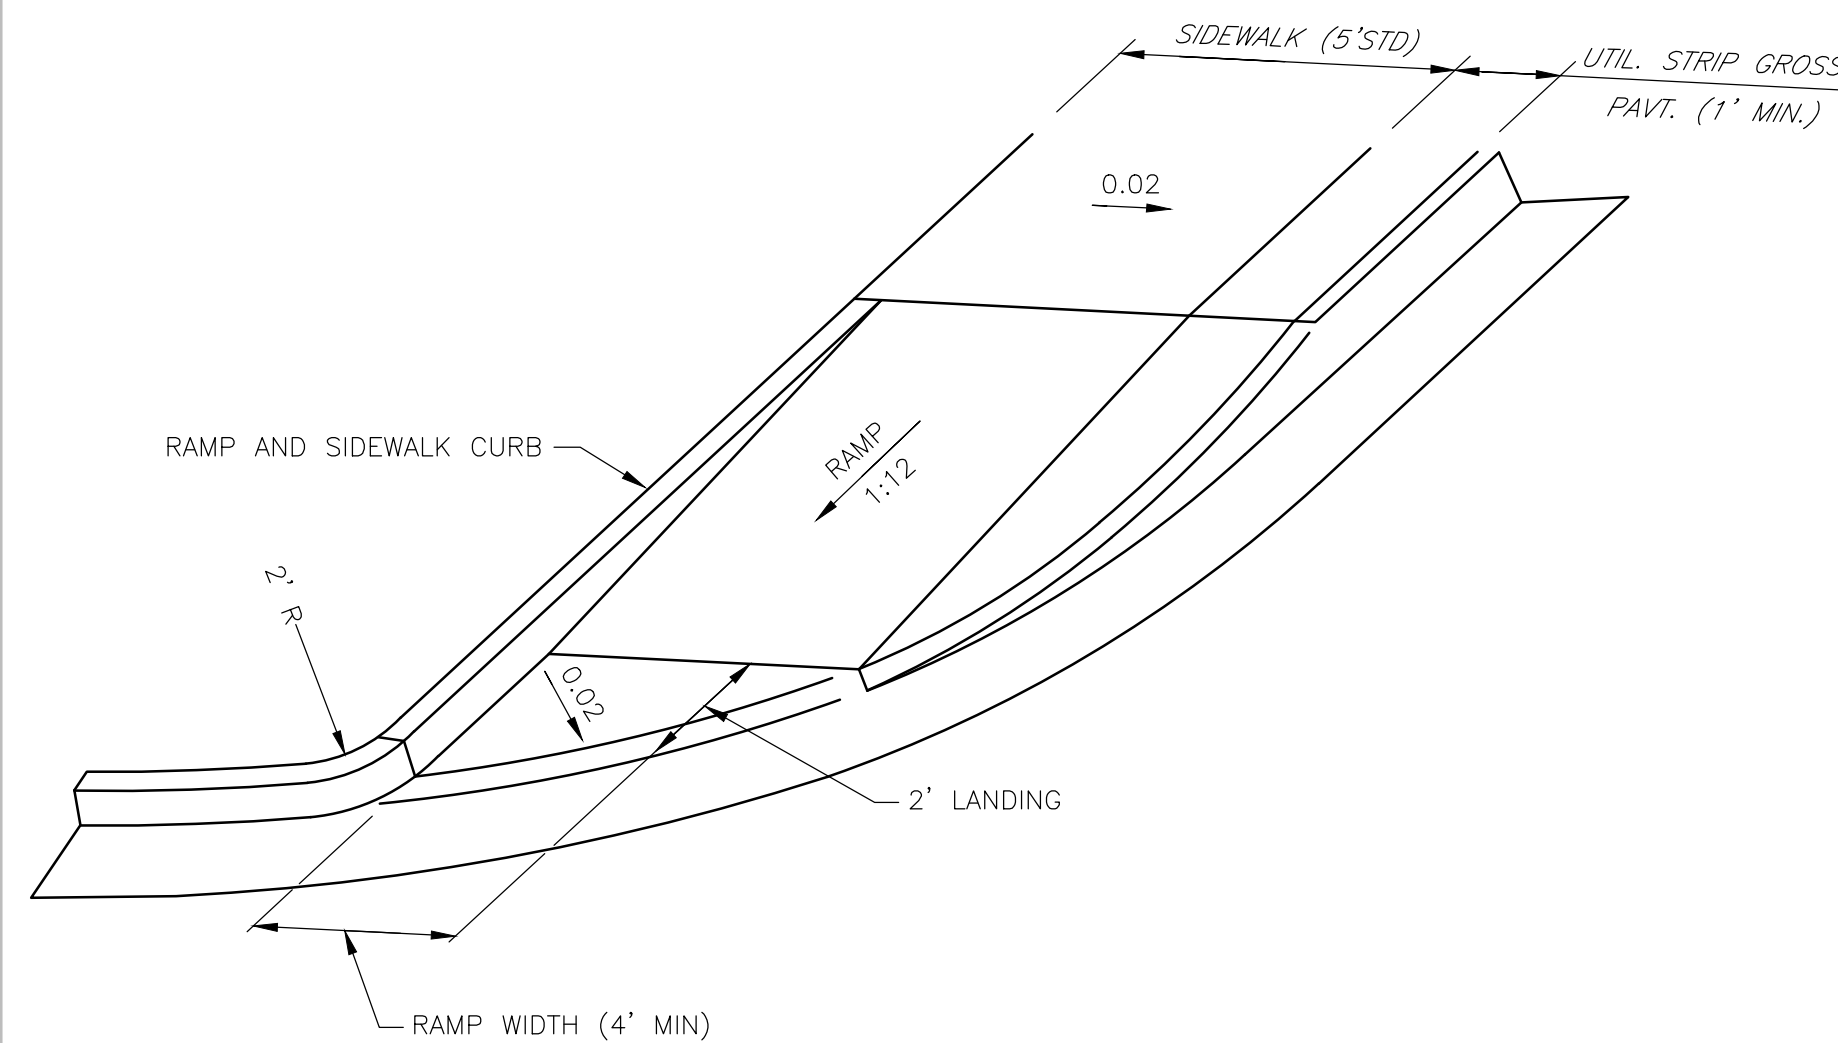 SIDEWALK (5'STD)
UTIL. STRIP GROSS
PAVT. (1' MIN.)
0.02
RAMP AND SIDEWALK CURB
RAMP
1:12
2' R
0.02
2' LANDING
RAMP WIDTH (4' MIN)